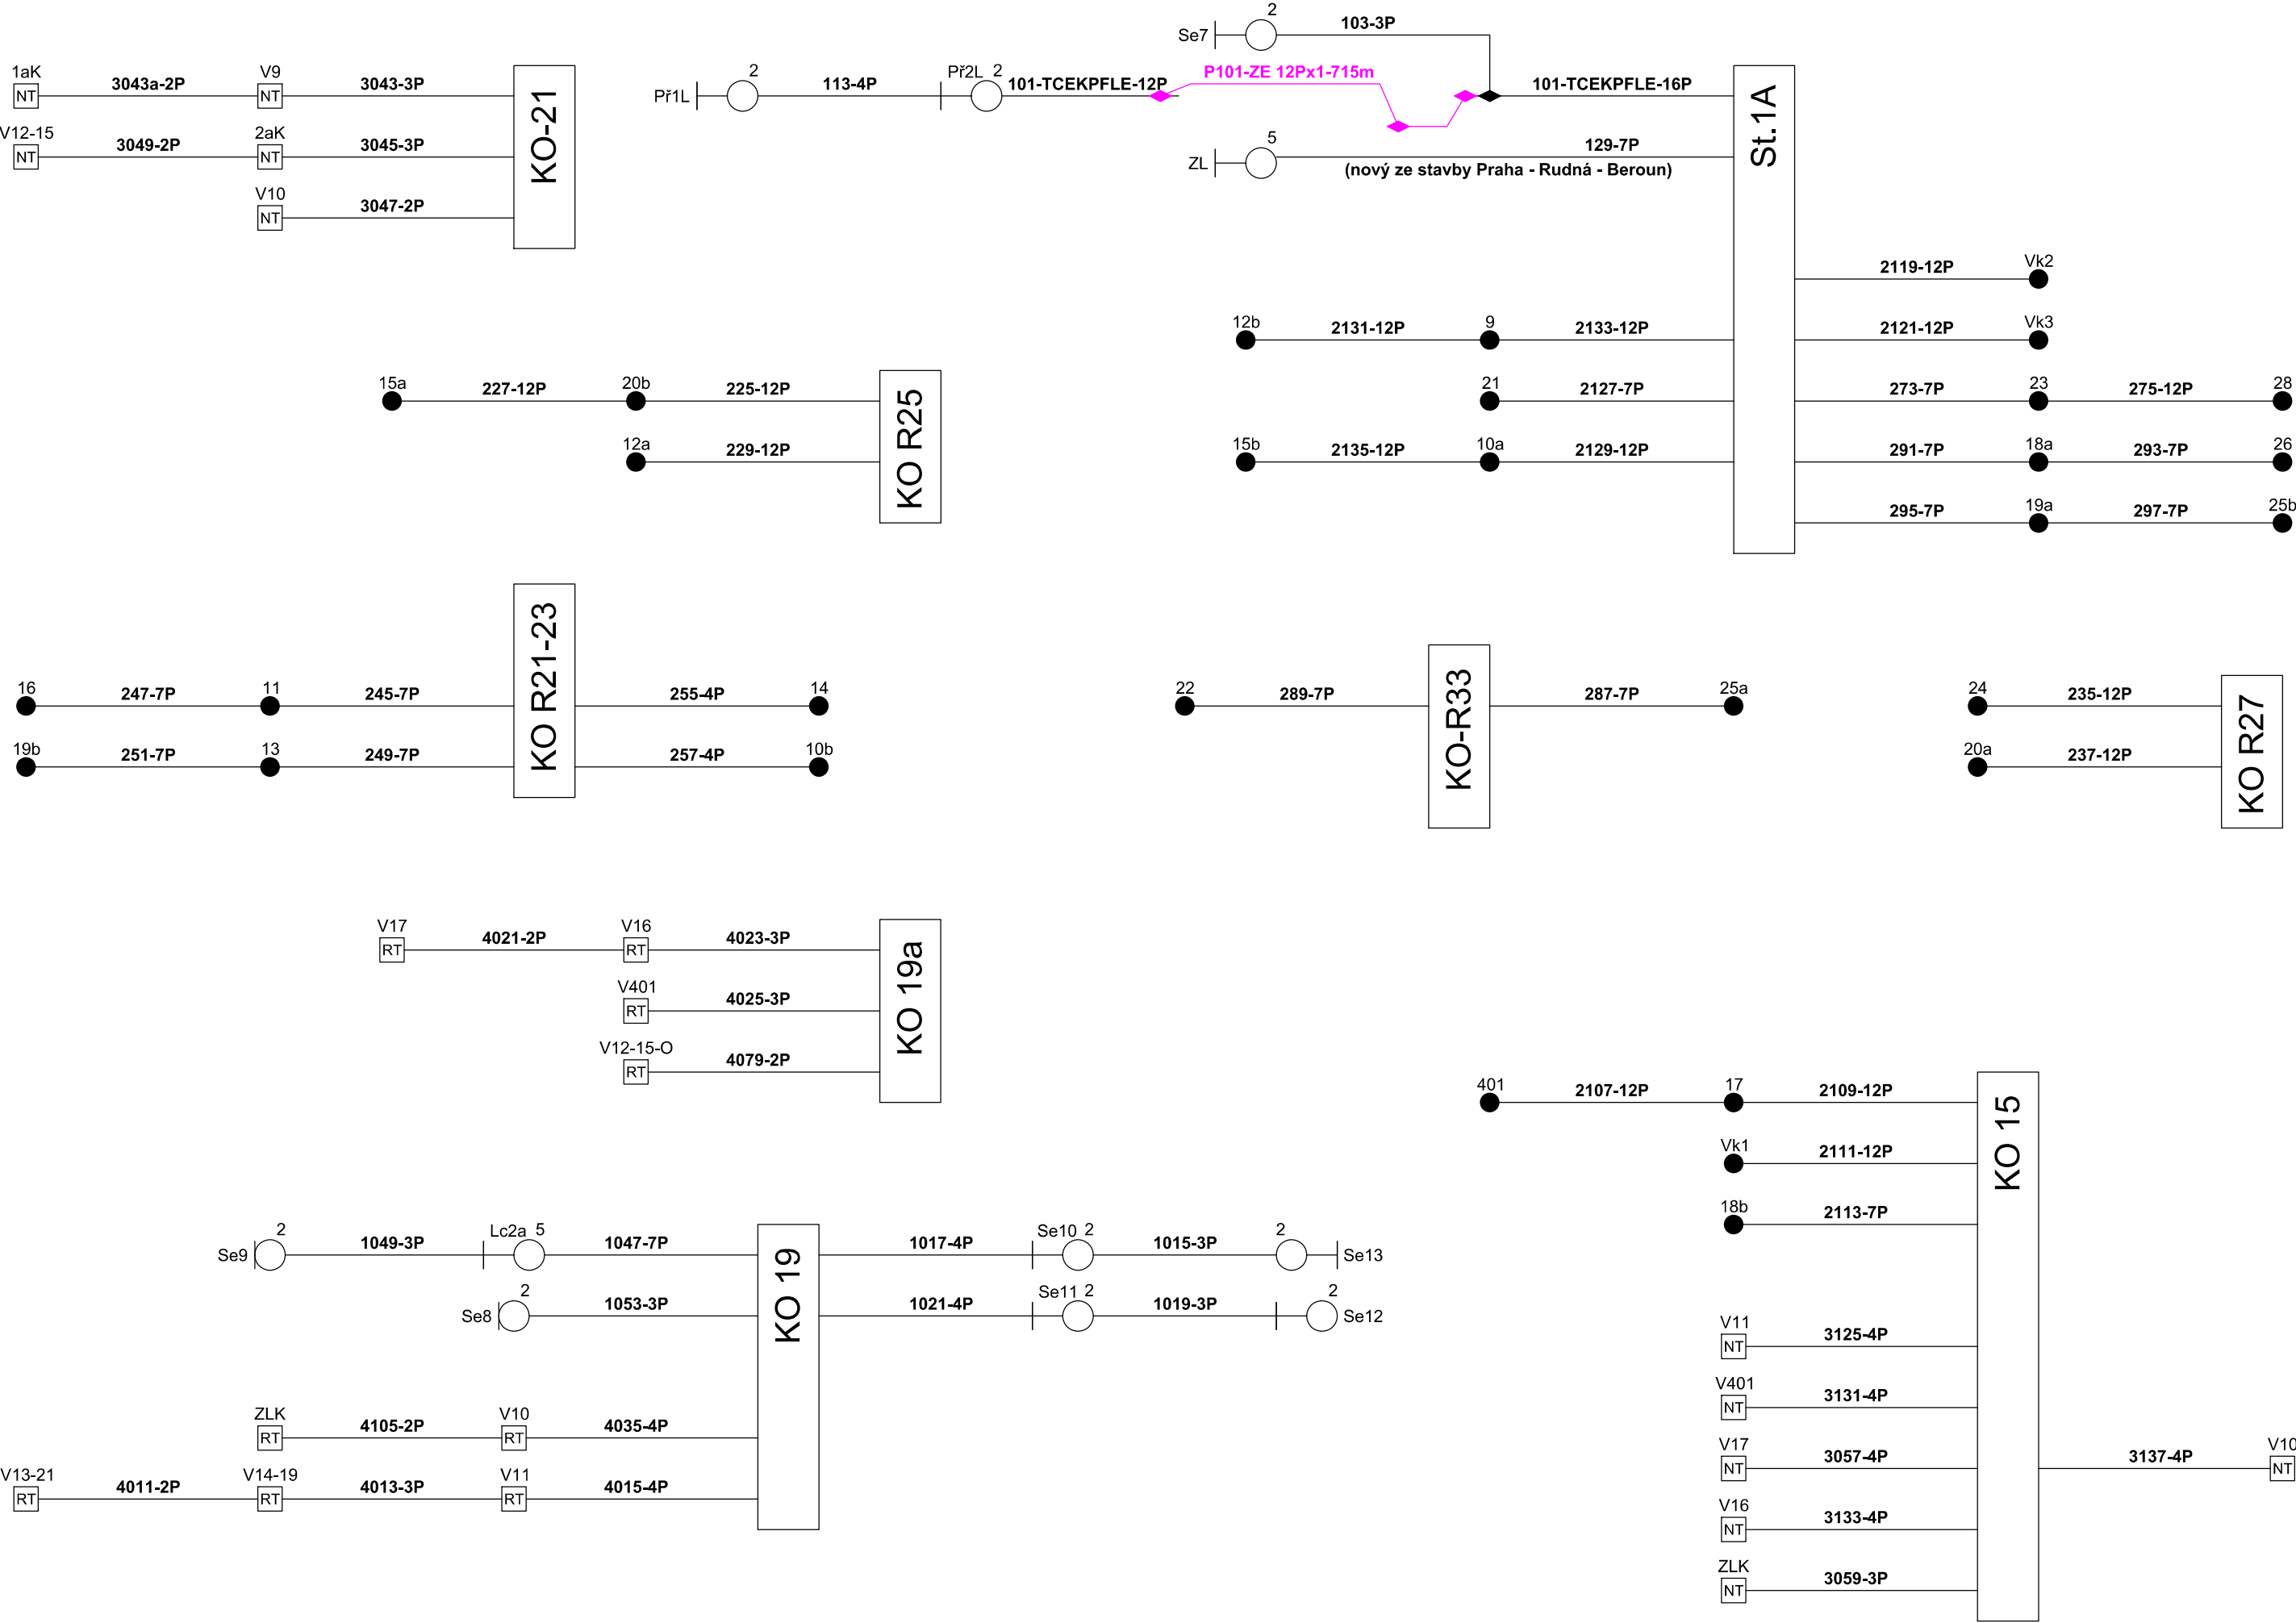 2
103-3P
Se7
1aK
3043a-2P
V9
3043-3P
NT
NT
KO-21
Př1L
2
113-4P
Př2L
2
101-TCEKPFLE-12P
P101-ZE 12Px1-715m
101-TCEKPFLE-16P
St.1A
V12-15
3049-2P
2aK
3045-3P
NT
NT
ZL
5
129-7P
(nový ze stavby Praha - Rudná - Beroun)
V10
3047-2P
NT
2119-12P
Vk2
12b
2131-12P
9
2133-12P
2121-12P
Vk3
15a
227-12P
20b
225-12P
KO R25
21
2127-7P
273-7P
23
275-12P
28
12a
229-12P
15b
2135-12P
10a
2129-12P
291-7P
18a
293-7P
26
295-7P
19a
297-7P
25b
16
247-7P
11
245-7P
KO R21-23
255-4P
14
22
289-7P
KO-R33
287-7P
25a
24
235-12P
KO R27
19b
251-7P
13
249-7P
257-4P
10b
20a
237-12P
V17
4021-2P
V16
4023-3P
RT
RT
KO 19a
V401
4025-3P
RT
V12-15-O
4079-2P
RT
401
2107-12P
17
2109-12P
KO 15
Vk1
2111-12P
18b
2113-7P
Se9
2
1049-3P
Lc2a
5
1047-7P
KO 19
1017-4P
Se10
2
1015-3P
2
Se13
Se8
2
1053-3P
1021-4P
Se11
2
1019-3P
2
Se12
V11
3125-4P
NT
V401
3131-4P
NT
ZLK
4105-2P
V10
4035-4P
RT
RT
V17
3057-4P
NT
3137-4P
V10
NT
V13-21
4011-2P
V14-19
4013-3P
V11
4015-4P
RT
RT
RT
V16
3133-4P
NT
ZLK
3059-3P
NT